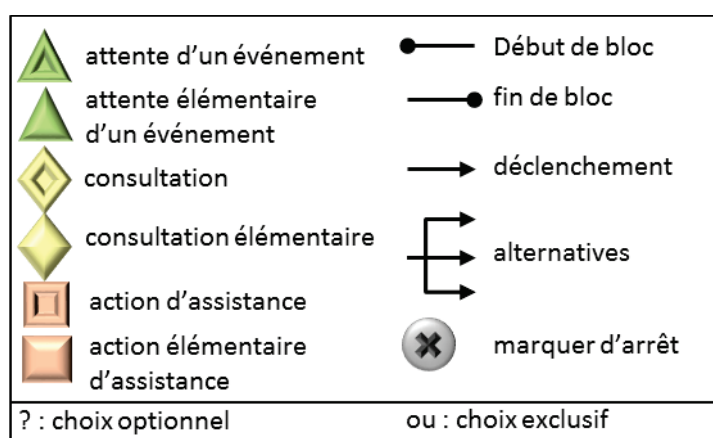 attente d'un événement
attente élémentaire
d'un événement
consultation
consultation élémentaire
action d'assistance
action élémentaire
d'assistance
Début de bloc
fin de bloc
déclenchement
alternatives
marquer d'arrêt
? : choix optionnel
ou : choix exclusif